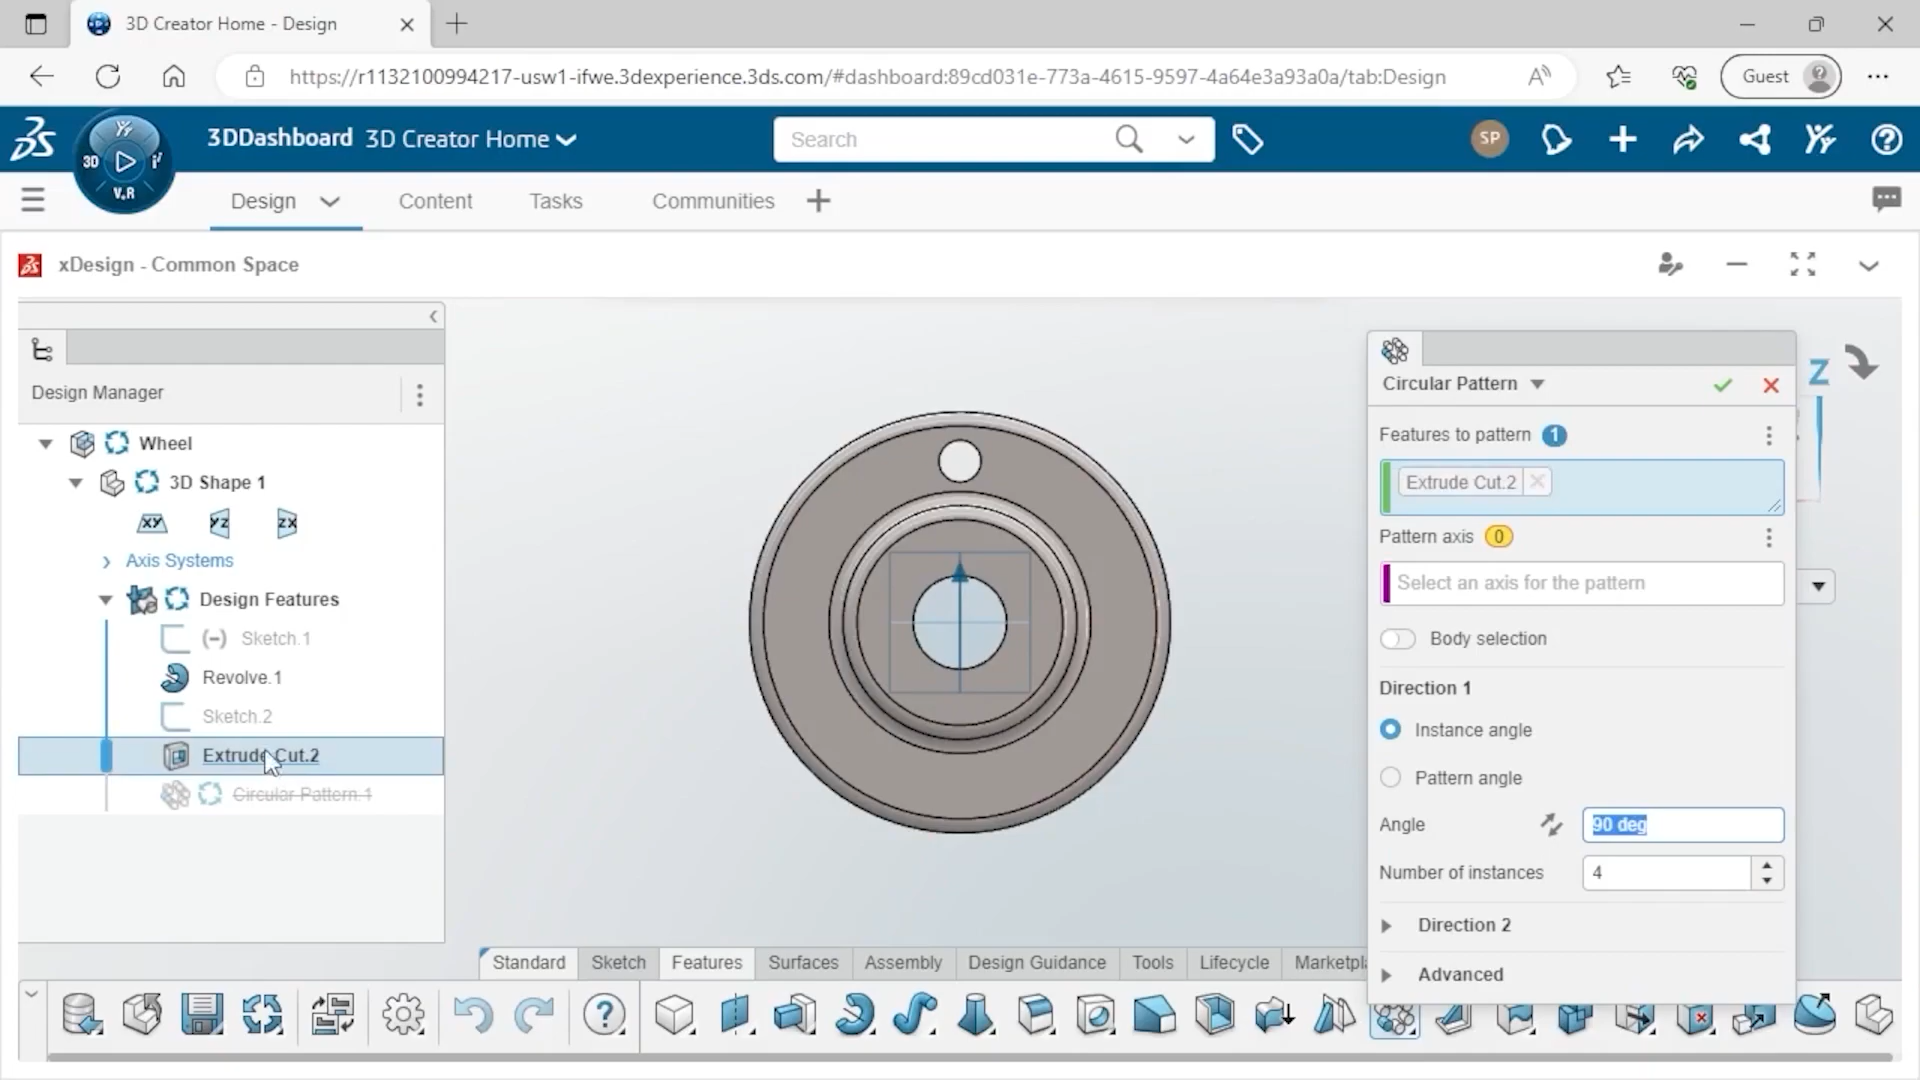 3D Creator Home - Design
https://r1132100994217-usw1-ifwe.3dexperience.3ds.com/#dashboard:89cd031e-773a-4615-9597-4a64e3a93a0a/tab:Design
Guest
3D
V.R
3DDashboard 3D Creator Home
Search
SP
Design
Content
Tasks
Communities
xDesign - Common Space
Design Manager
Wheel
3D Shape 1
XY
YZ
ZX
Axis Systems
Design Features
(-) Sketch.1
Revolve.1
Sketch.2
Extrude Cut.2
Circular Pattern.1
Circular Pattern
Z
Features to pattern 1
Extrude Cut.2
Pattern axis 0
Select an axis for the pattern
Body selection
Direction 1
Instance angle
Pattern angle
Angle
90 deg
Number of instances
4
Direction 2
Advanced
Standard
Sketch
Features
Surfaces
Assembly
Design Guidance
Tools
Lifecycle
Marketpl